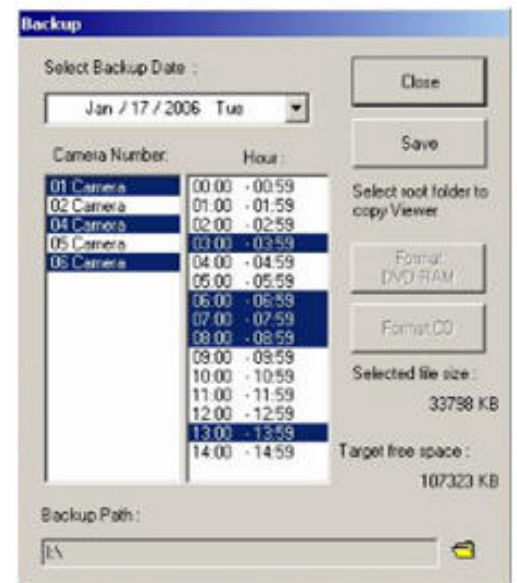 Backup
Select Backup Date :
Jan / 17 / 2006 Tue
Close
Save
Camera Number:
Hour :
01 Camera
02 Camera
04 Camera
05 Camera
06 Camera
00:00 - 00:59
01:00 - 01:59
02:00 - 02:59
03:00 - 03:59
04:00 - 04:59
05:00 - 05:59
06:00 - 06:59
07:00 - 07:59
08:00 - 08:59
09:00 - 09:59
10:00 - 10:59
11:00 - 11:59
12:00 - 12:59
13:00 - 13:59
14:00 - 14:59
Select root folder to
copy Viewer
Format
DVD-RAM
Format CD
Selected file size :
33798 KB
Target free space :
107323 KB
Backup Path :
I:\